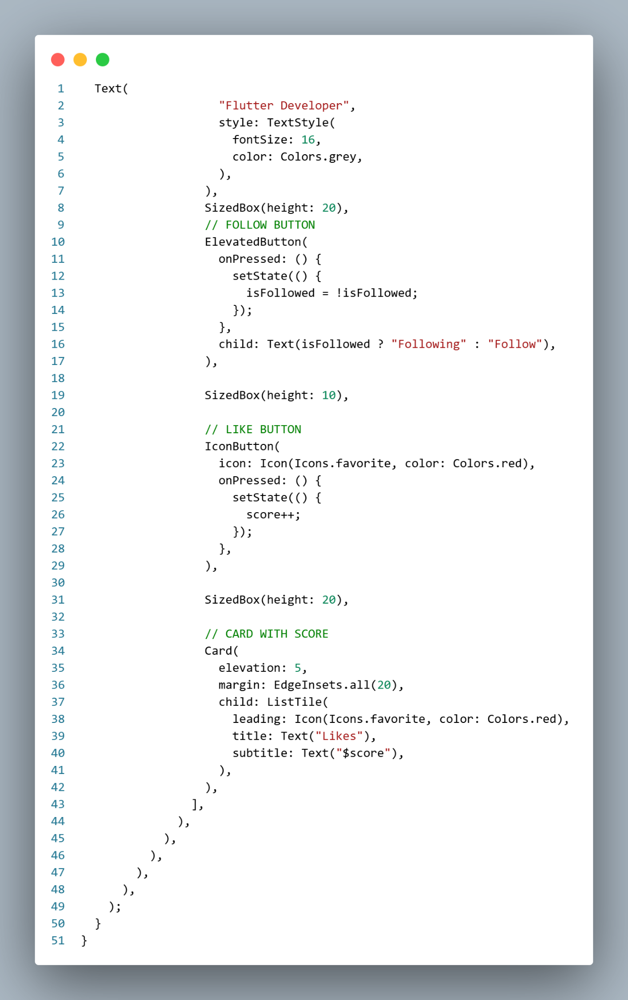 1 Text(
2 "Flutter Developer",
3 style: TextStyle(
4 fontSize: 16,
5 color: Colors.grey,
6 ),
7 ),
8 SizedBox(height: 20),
9 // FOLLOW BUTTON
10 ElevatedButton(
11 onPressed: () {
12 setState(() {
13 isFollowed = !isFollowed;
14 });
15 },
16 child: Text(isFollowed ? "Following" : "Follow"),
17 ),
18
19 SizedBox(height: 10),
20
21 // LIKE BUTTON
22 IconButton(
23 icon: Icon(Icons.favorite, color: Colors.red),
24 onPressed: () {
25 setState(() {
26 score++;
27 });
28 },
29 ),
30
31 SizedBox(height: 20),
32
33 // CARD WITH SCORE
34 Card(
35 elevation: 5,
36 margin: EdgeInsets.all(20),
37 child: ListTile(
38 leading: Icon(Icons.favorite, color: Colors.red),
39 title: Text("Likes"),
40 subtitle: Text("$score"),
41 ),
42 ),
43 ],
44 ),
45 ),
46 ),
47 ),
48 ),
49 );
50 }
51 }